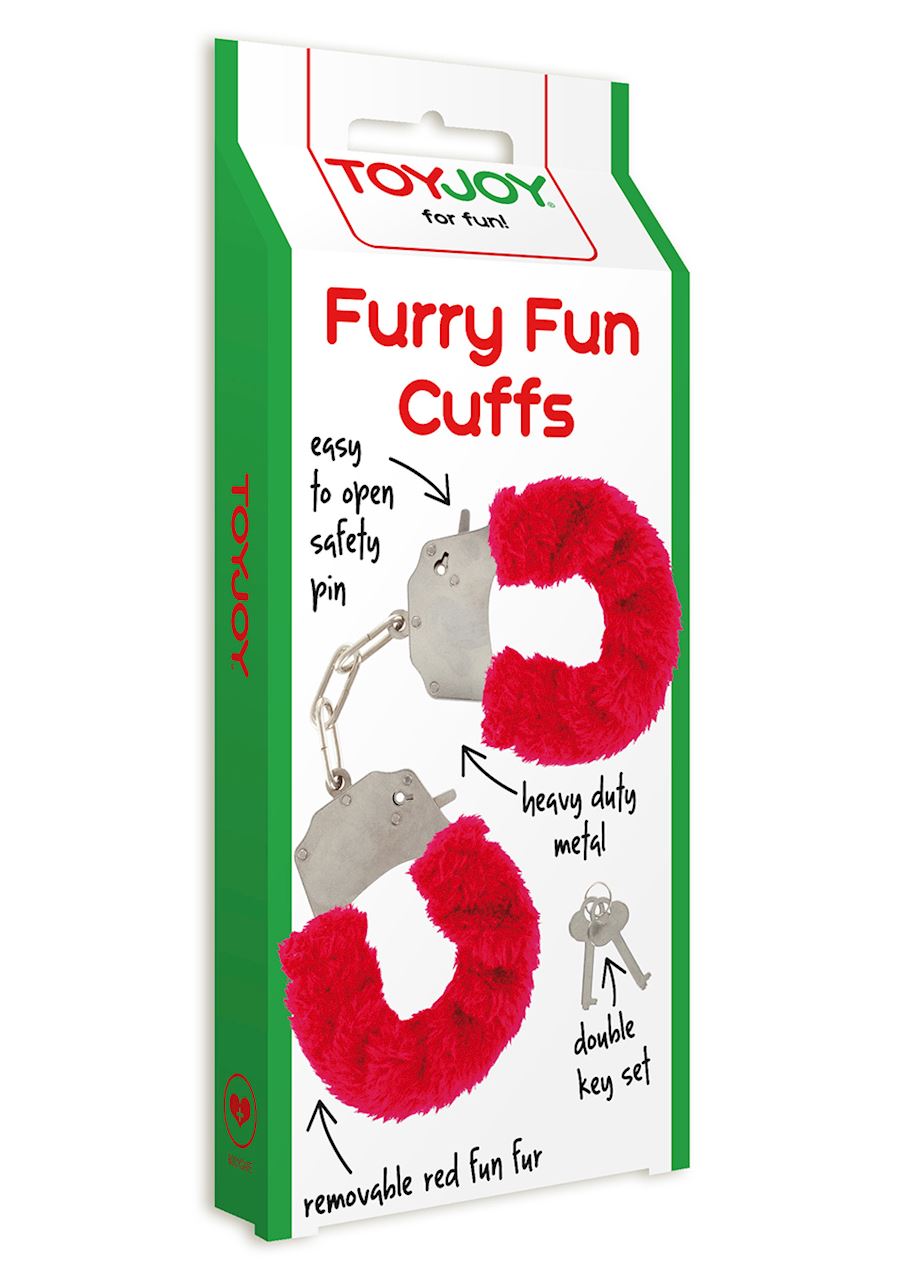 TOYJOY®
for fun!
Furry Fun
Cuffs
easy
to open
safety
pin
heavy duty
metal
double
key set
removable red fun fur
TOYJOY